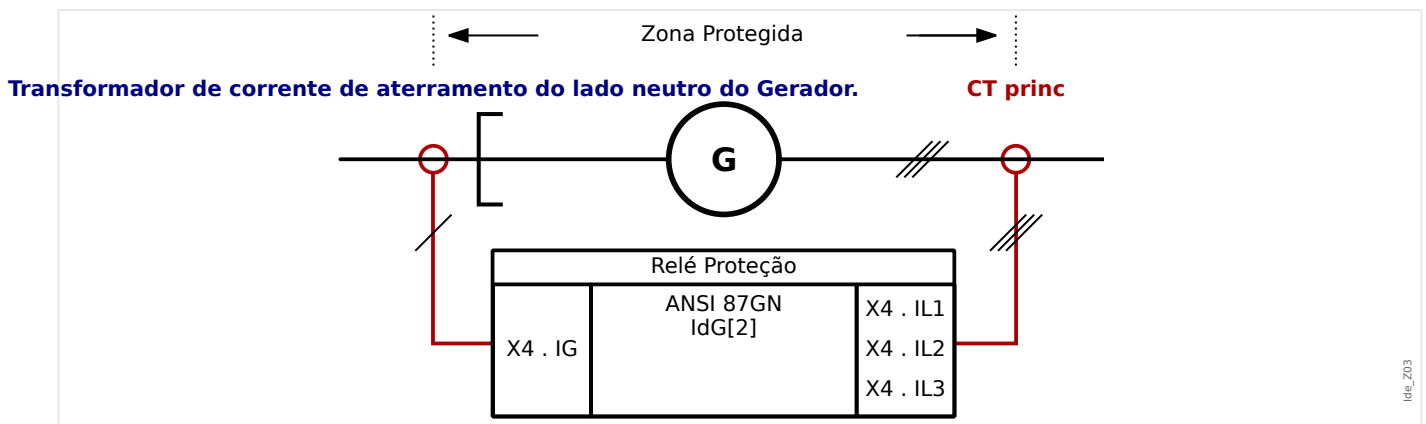 Zona Protegida
Transformador de corrente de aterramento do lado neutro do Gerador.
CT princ
G
Relé Proteção
ANSI 87GN
IdG[2]
X4 . IG
X4 . IL1
X4 . IL2
X4 . IL3
Ide_Z03